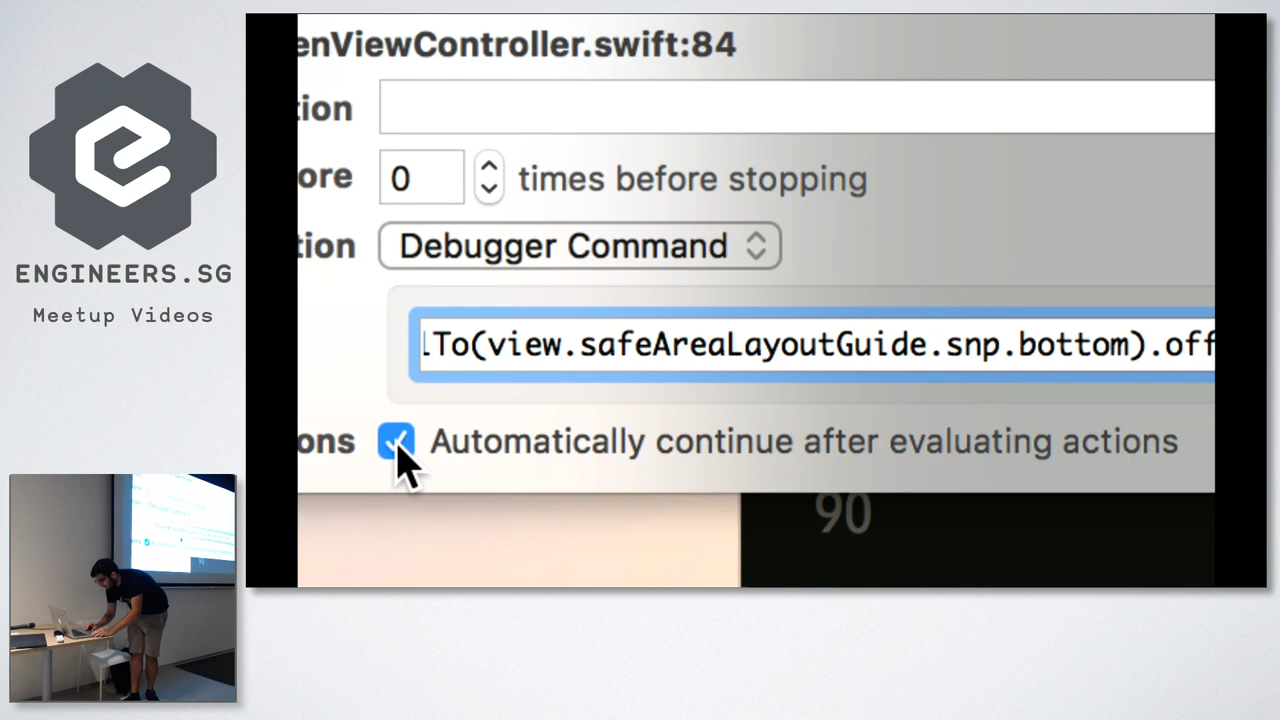 ENGINEERS.SG
Meetup Videos
enViewController.swift:84
tion
ore 0 times before stopping
tion Debugger Command
lTo(view.safeAreaLayoutGuide.snp.bottom).off
ons Automatically continue after evaluating actions
90